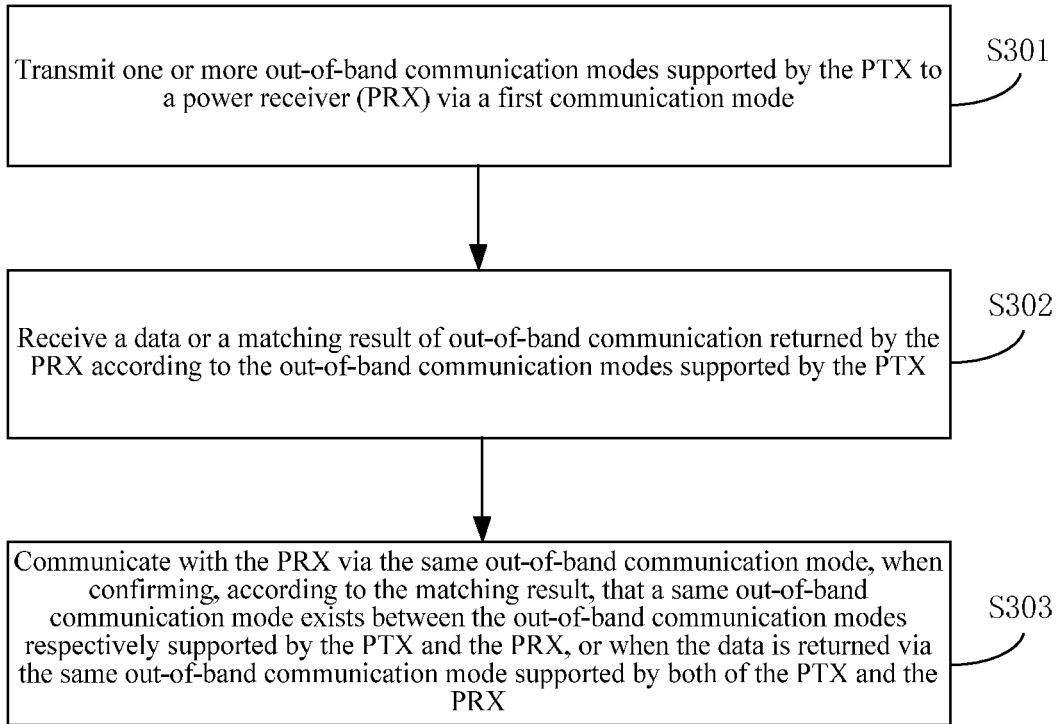 Transmit one or more out-of-band communication modes supported by the PTX to
a power receiver (PRX) via a first communication mode
S301
Receive a data or a matching result of out-of-band communication returned by the
PRX according to the out-of-band communication modes supported by the PTX
S302
Communicate with the PRX via the same out-of-band communication mode, when
confirming, according to the matching result, that a same out-of-band
communication mode exists between the out-of-band communication modes
respectively supported by the PTX and the PRX, or when the data is returned via
the same out-of-band communication mode supported by both of the PTX and the
PRX
S303